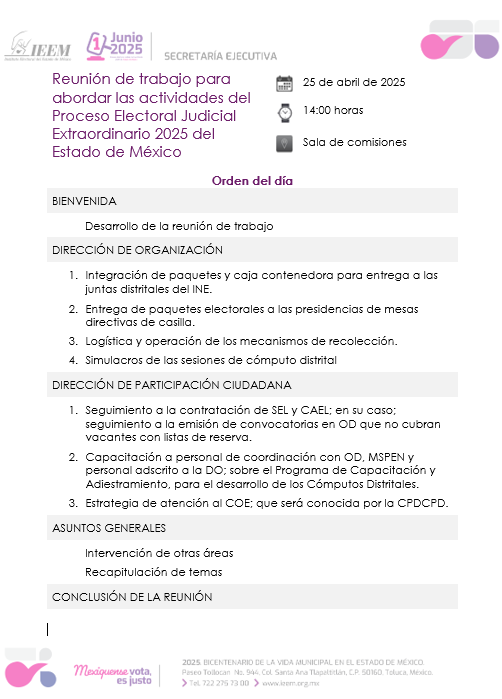 IEEM
Instituto Electoral del Estado de México
1 Junio
2025
SECRETARÍA EJECUTIVA
Reunión de trabajo para
abordar las actividades del
Proceso Electoral Judicial
Extraordinario 2025 del
Estado de México
25 de abril de 2025
14:00 horas
Sala de comisiones
Orden del día
BIENVENIDA
Desarrollo de la reunión de trabajo
DIRECCIÓN DE ORGANIZACIÓN
1. Integración de paquetes y caja contenedora para entrega a las
juntas distritales del INE.
2. Entrega de paquetes electorales a las presidencias de mesas
directivas de casilla.
3. Logística y operación de los mecanismos de recolección.
4. Simulacros de las sesiones de cómputo distrital
DIRECCIÓN DE PARTICIPACIÓN CIUDADANA
1. Seguimiento a la contratación de SEL y CAEL; en su caso;
seguimiento a la emisión de convocatorias en OD que no cubran
vacantes con listas de reserva.
2. Capacitación a personal de coordinación con OD, MSPEN y
personal adscrito a la DO; sobre el Programa de Capacitación y
Adiestramiento, para el desarrollo de los Cómputos Distritales.
3. Estrategia de atención al COE; que será conocida por la CPDCPD.
ASUNTOS GENERALES
Intervención de otras áreas
Recapitulación de temas
CONCLUSIÓN DE LA REUNIÓN
Mexiquense vota,
es justo
2025. BICENTENARIO DE LA VIDA MUNICIPAL EN EL ESTADO DE MÉXICO.
Paseo Tollocan No. 944, Col. Santa Ana Tlapaltitlán, C.P. 50160, Toluca, México.
Tel. 722 275 73 00 www.ieem.org.mx